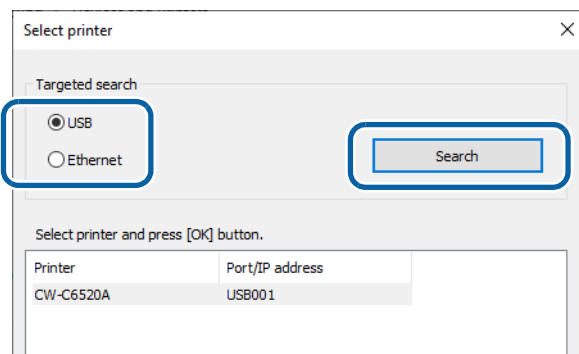 Select printer
Targeted search
USB
Ethernet
Search
Select printer and press [OK] button.
Printer Port/IP address
CW-C6520A USB001